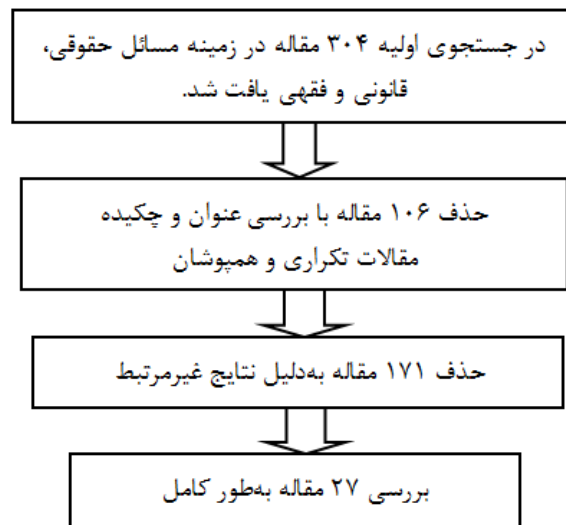 در جستجوی اولیه ۳۰۴ مقاله در زمینه مسائل حقوقی،
قانونی و فقهی یافت شد.
حذف ۱۰۶ مقاله با بررسی عنوان و چکیده
مقالات تکراری و همپوشان
حذف ۱۷۱ مقاله به‌دلیل نتایج غیرمرتبط
بررسی ۲۷ مقاله به‌طور کامل